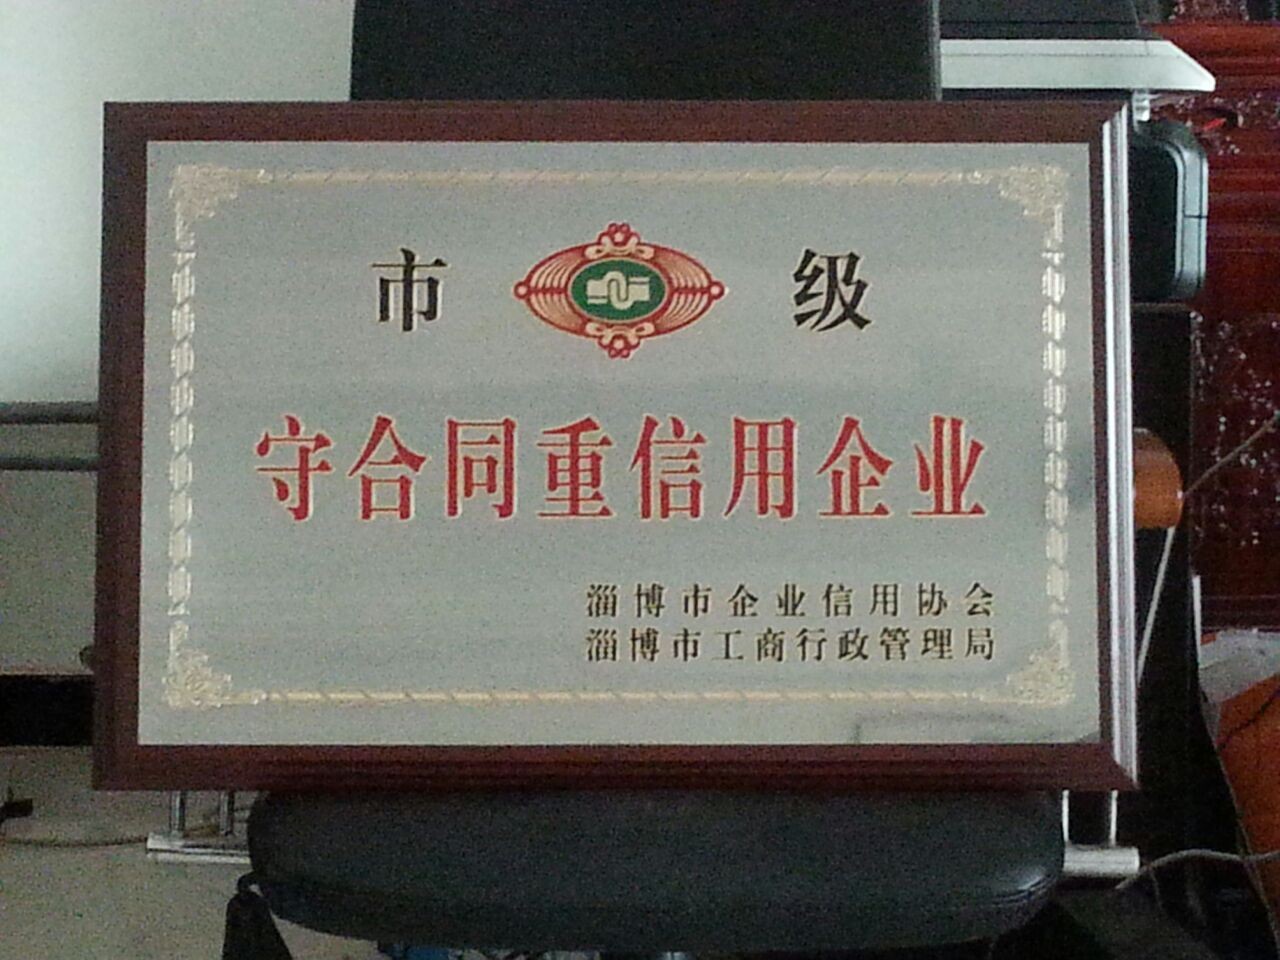 市 级
守合同重信用企业
淄博市企业信用协会
淄博市工商行政管理局